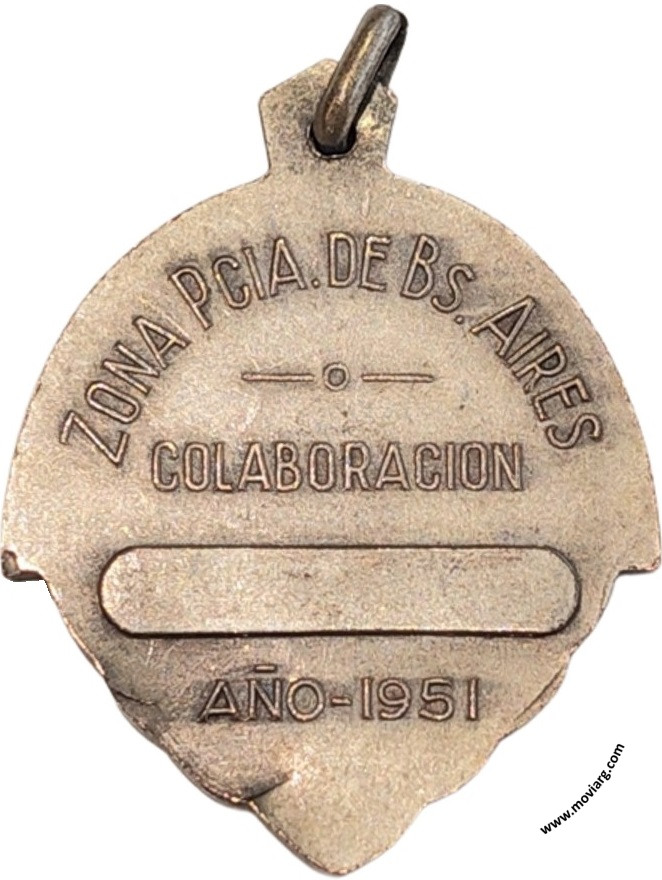 ZONA PCIA. DE BS. AIRES
COLABORACION
AÑO-1951
www.moviarg.com